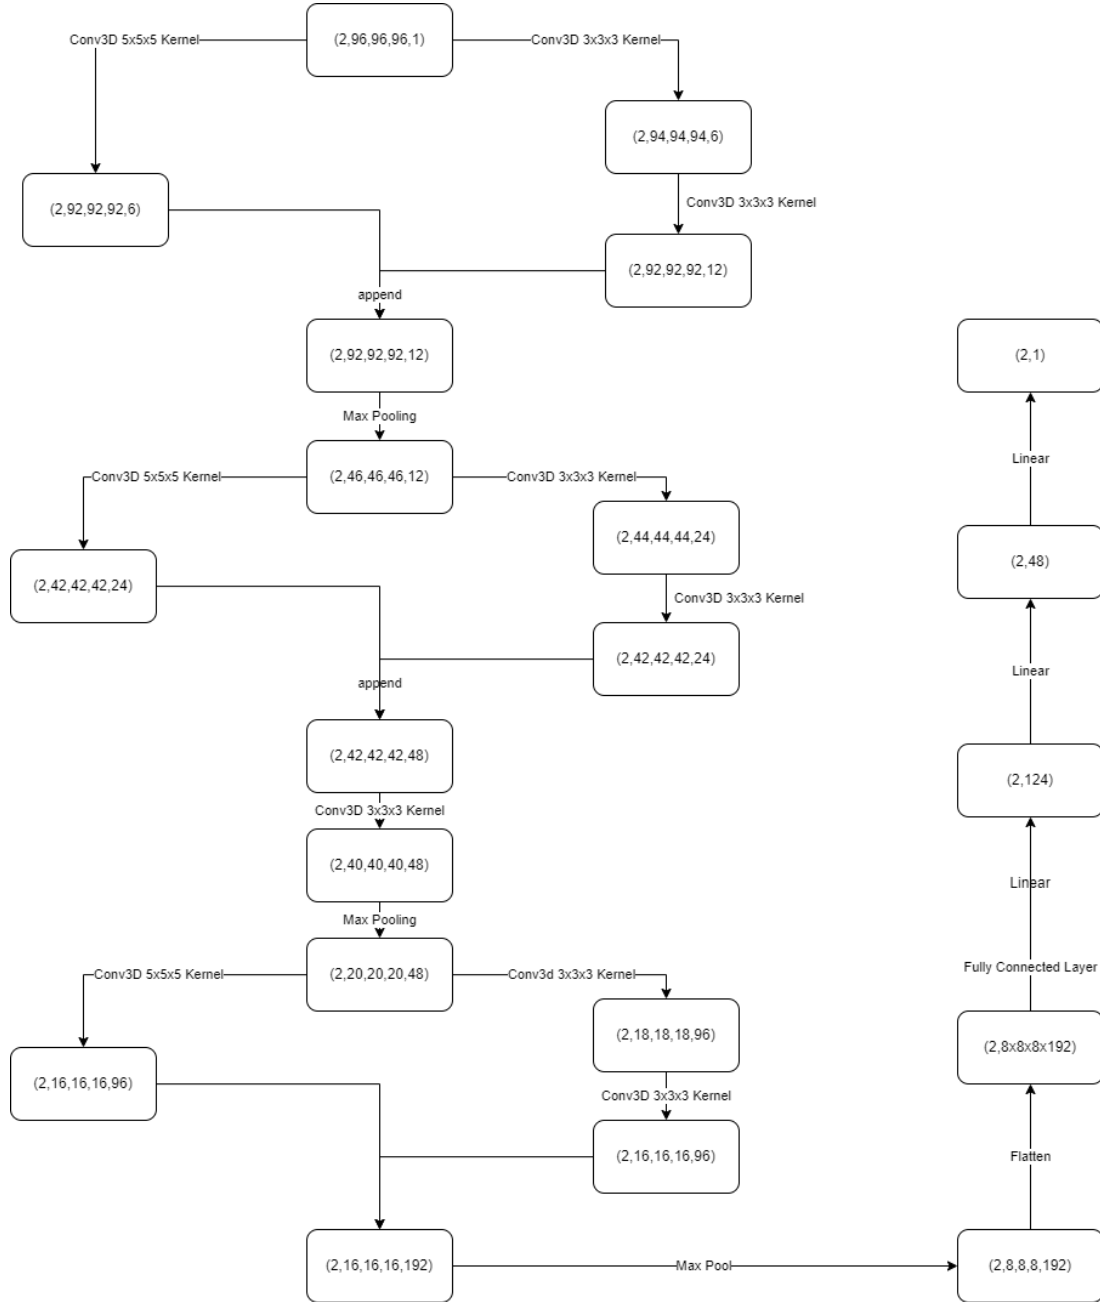 Conv3D 5x5x5 Kernel
(2,96,96,96,1)
Conv3D 3x3x3 Kernel
(2,94,94,94,6)
(2,92,92,92,6)
Conv3D 3x3x3 Kernel
(2,92,92,92,12)
append
(2,92,92,92,12)
Max Pooling
Conv3D 5x5x5 Kernel
(2,46,46,46,12)
Conv3D 3x3x3 Kernel
(2,44,44,44,24)
(2,42,42,42,24)
Conv3D 3x3x3 Kernel
(2,42,42,42,24)
append
(2,42,42,42,48)
Conv3D 3x3x3 Kernel
(2,40,40,40,48)
Max Pooling
Conv3D 5x5x5 Kernel
(2,20,20,20,48)
Conv3d 3x3x3 Kernel
(2,18,18,18,96)
(2,16,16,16,96)
Conv3D 3x3x3 Kernel
(2,16,16,16,96)
(2,16,16,16,192)
Max Pool
(2,8,8,8,192)
Flatten
(2,8x8x8x192)
Fully Connected Layer
Linear
(2,124)
Linear
(2,48)
Linear
(2,1)